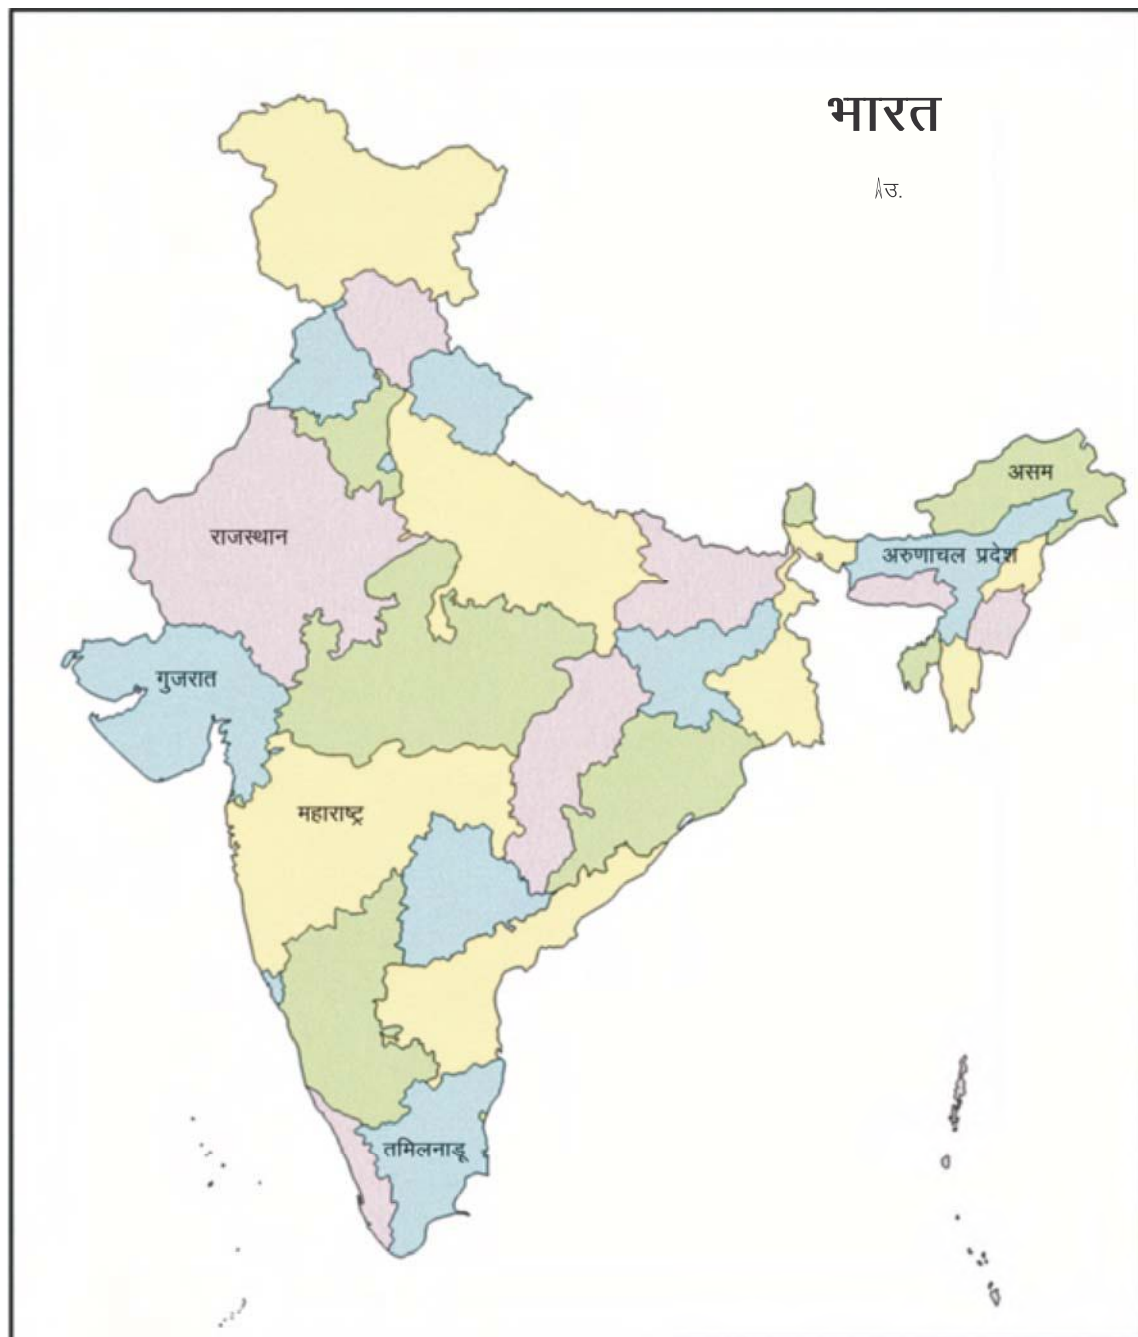 भारत
उ.
असम
राजस्थान
अरुणाचल प्रदेश
गुजरात
महाराष्ट्र
तमिलनाडू